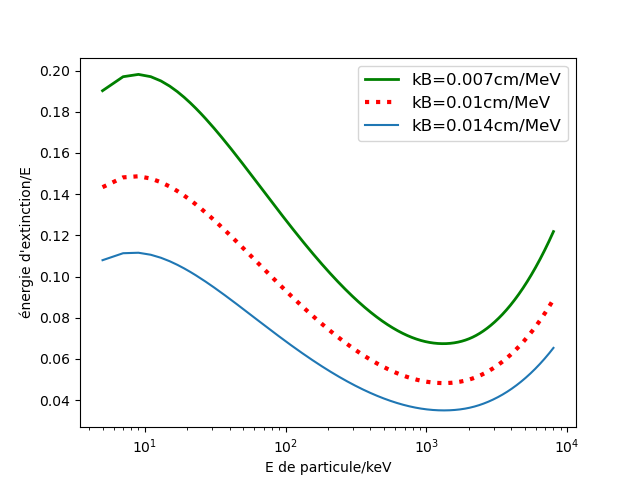 kB=0.007cm/MeV
kB=0.01cm/MeV
kB=0.014cm/MeV
énergie d'extinction/E
0.20
0.18
0.16
0.14
0.12
0.10
0.08
0.06
0.04
10¹ 10² 10³ 10⁴
E de particule/keV